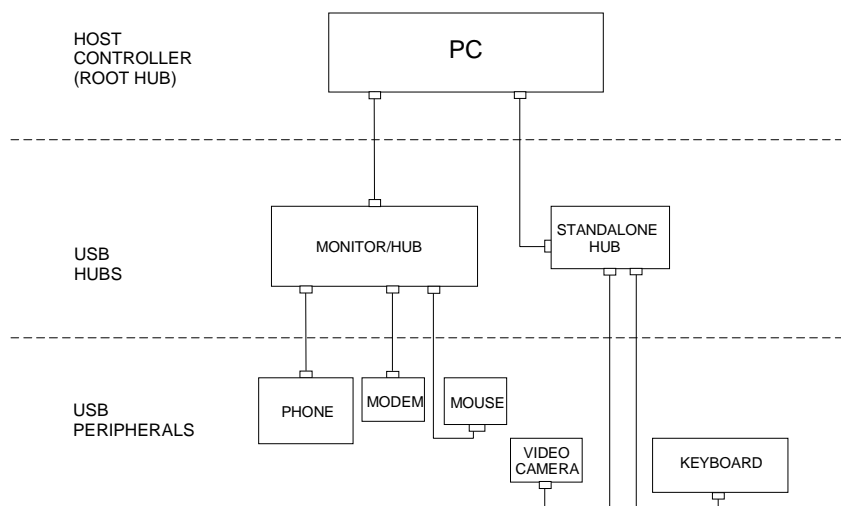 HOST
CONTROLLER
(ROOT HUB)
PC
USB
HUBS
MONITOR/HUB
STANDALONE
HUB
USB
PERIPHERALS
PHONE
MODEM
MOUSE
VIDEO
CAMERA
KEYBOARD